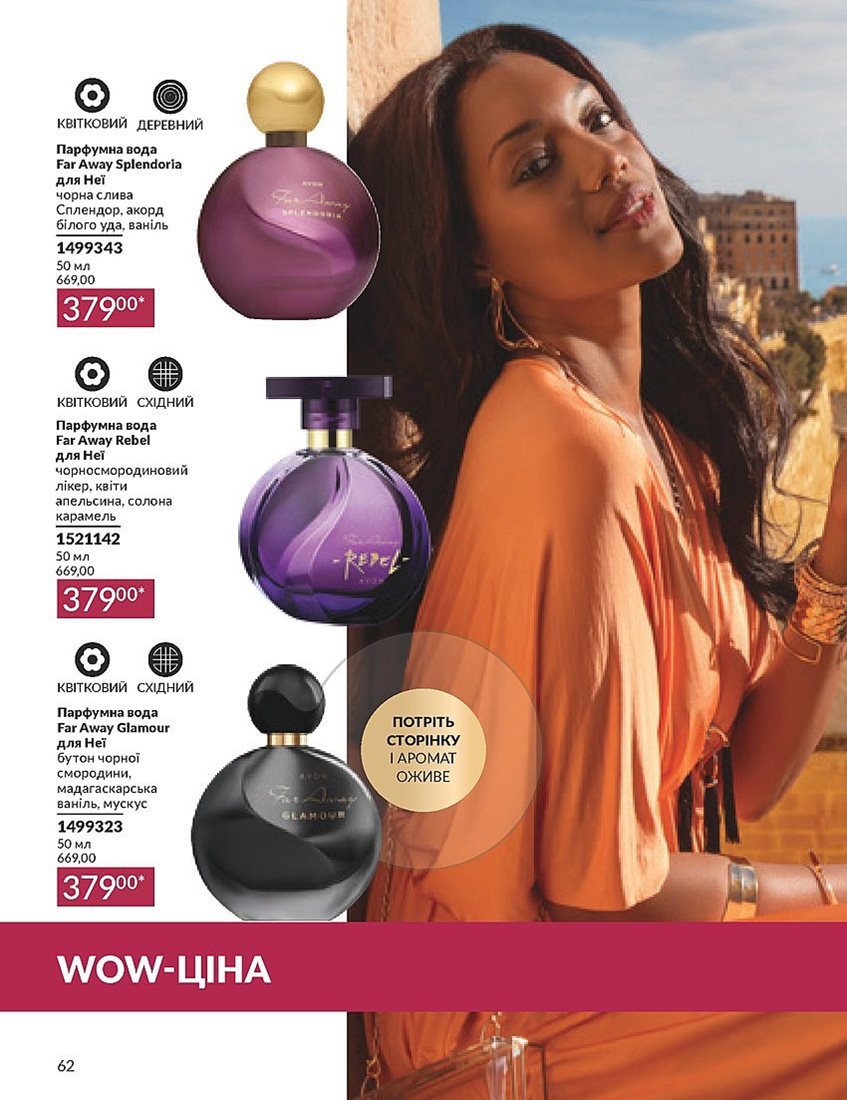 КВІТКОВИЙ ДЕРЕВНИЙ
Парфумна вода
Far Away Splendoria
для Неї
чорна слива
Сплендор, акорд
білого уда, ваніль
1499343
50 мл
669,00
37900*
AVON
Far Away
SPLENDORIA
КВІТКОВИЙ СХІДНИЙ
Парфумна вода
Far Away Rebel
для Неї
чорносмородиновий
лікер, квіти
апельсина, солона
карамель
1521142
50 мл
669,00
37900*
Far Away
-REBEL-
AVON
КВІТКОВИЙ СХІДНИЙ
Парфумна вода
Far Away Glamour
для Неї
бутон чорної
смородини,
мадагаскарська
ваніль, мускус
1499323
50 мл
669,00
37900*
AVON
Far Away
GLAMOUR
ПОТРІТЬ
СТОРІНКУ
І АРОМАТ
ОЖИВЕ
WOW-ЦІНА
62